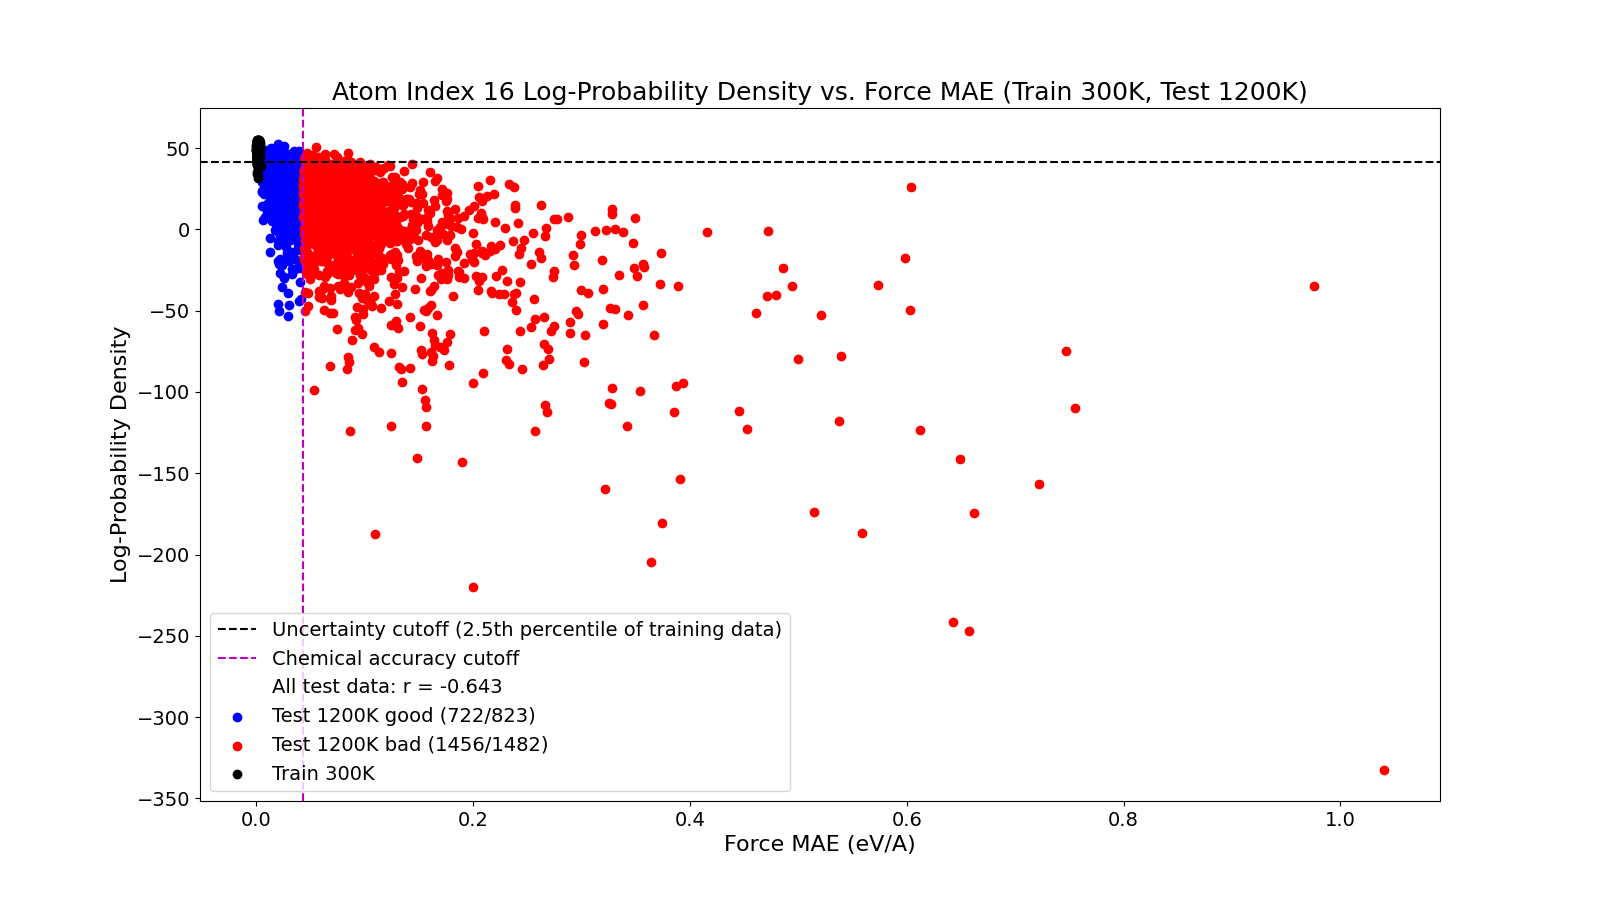 Atom Index 16 Log-Probability Density vs. Force MAE (Train 300K, Test 1200K)
Log-Probability Density
50
0
−50
−100
−150
−200
−250
−300
−350
Uncertainty cutoff (2.5th percentile of training data)
Chemical accuracy cutoff
All test data: r = -0.643
Test 1200K good (722/823)
Test 1200K bad (1456/1482)
Train 300K
0.0
0.2
0.4
0.6
0.8
1.0
Force MAE (eV/A)